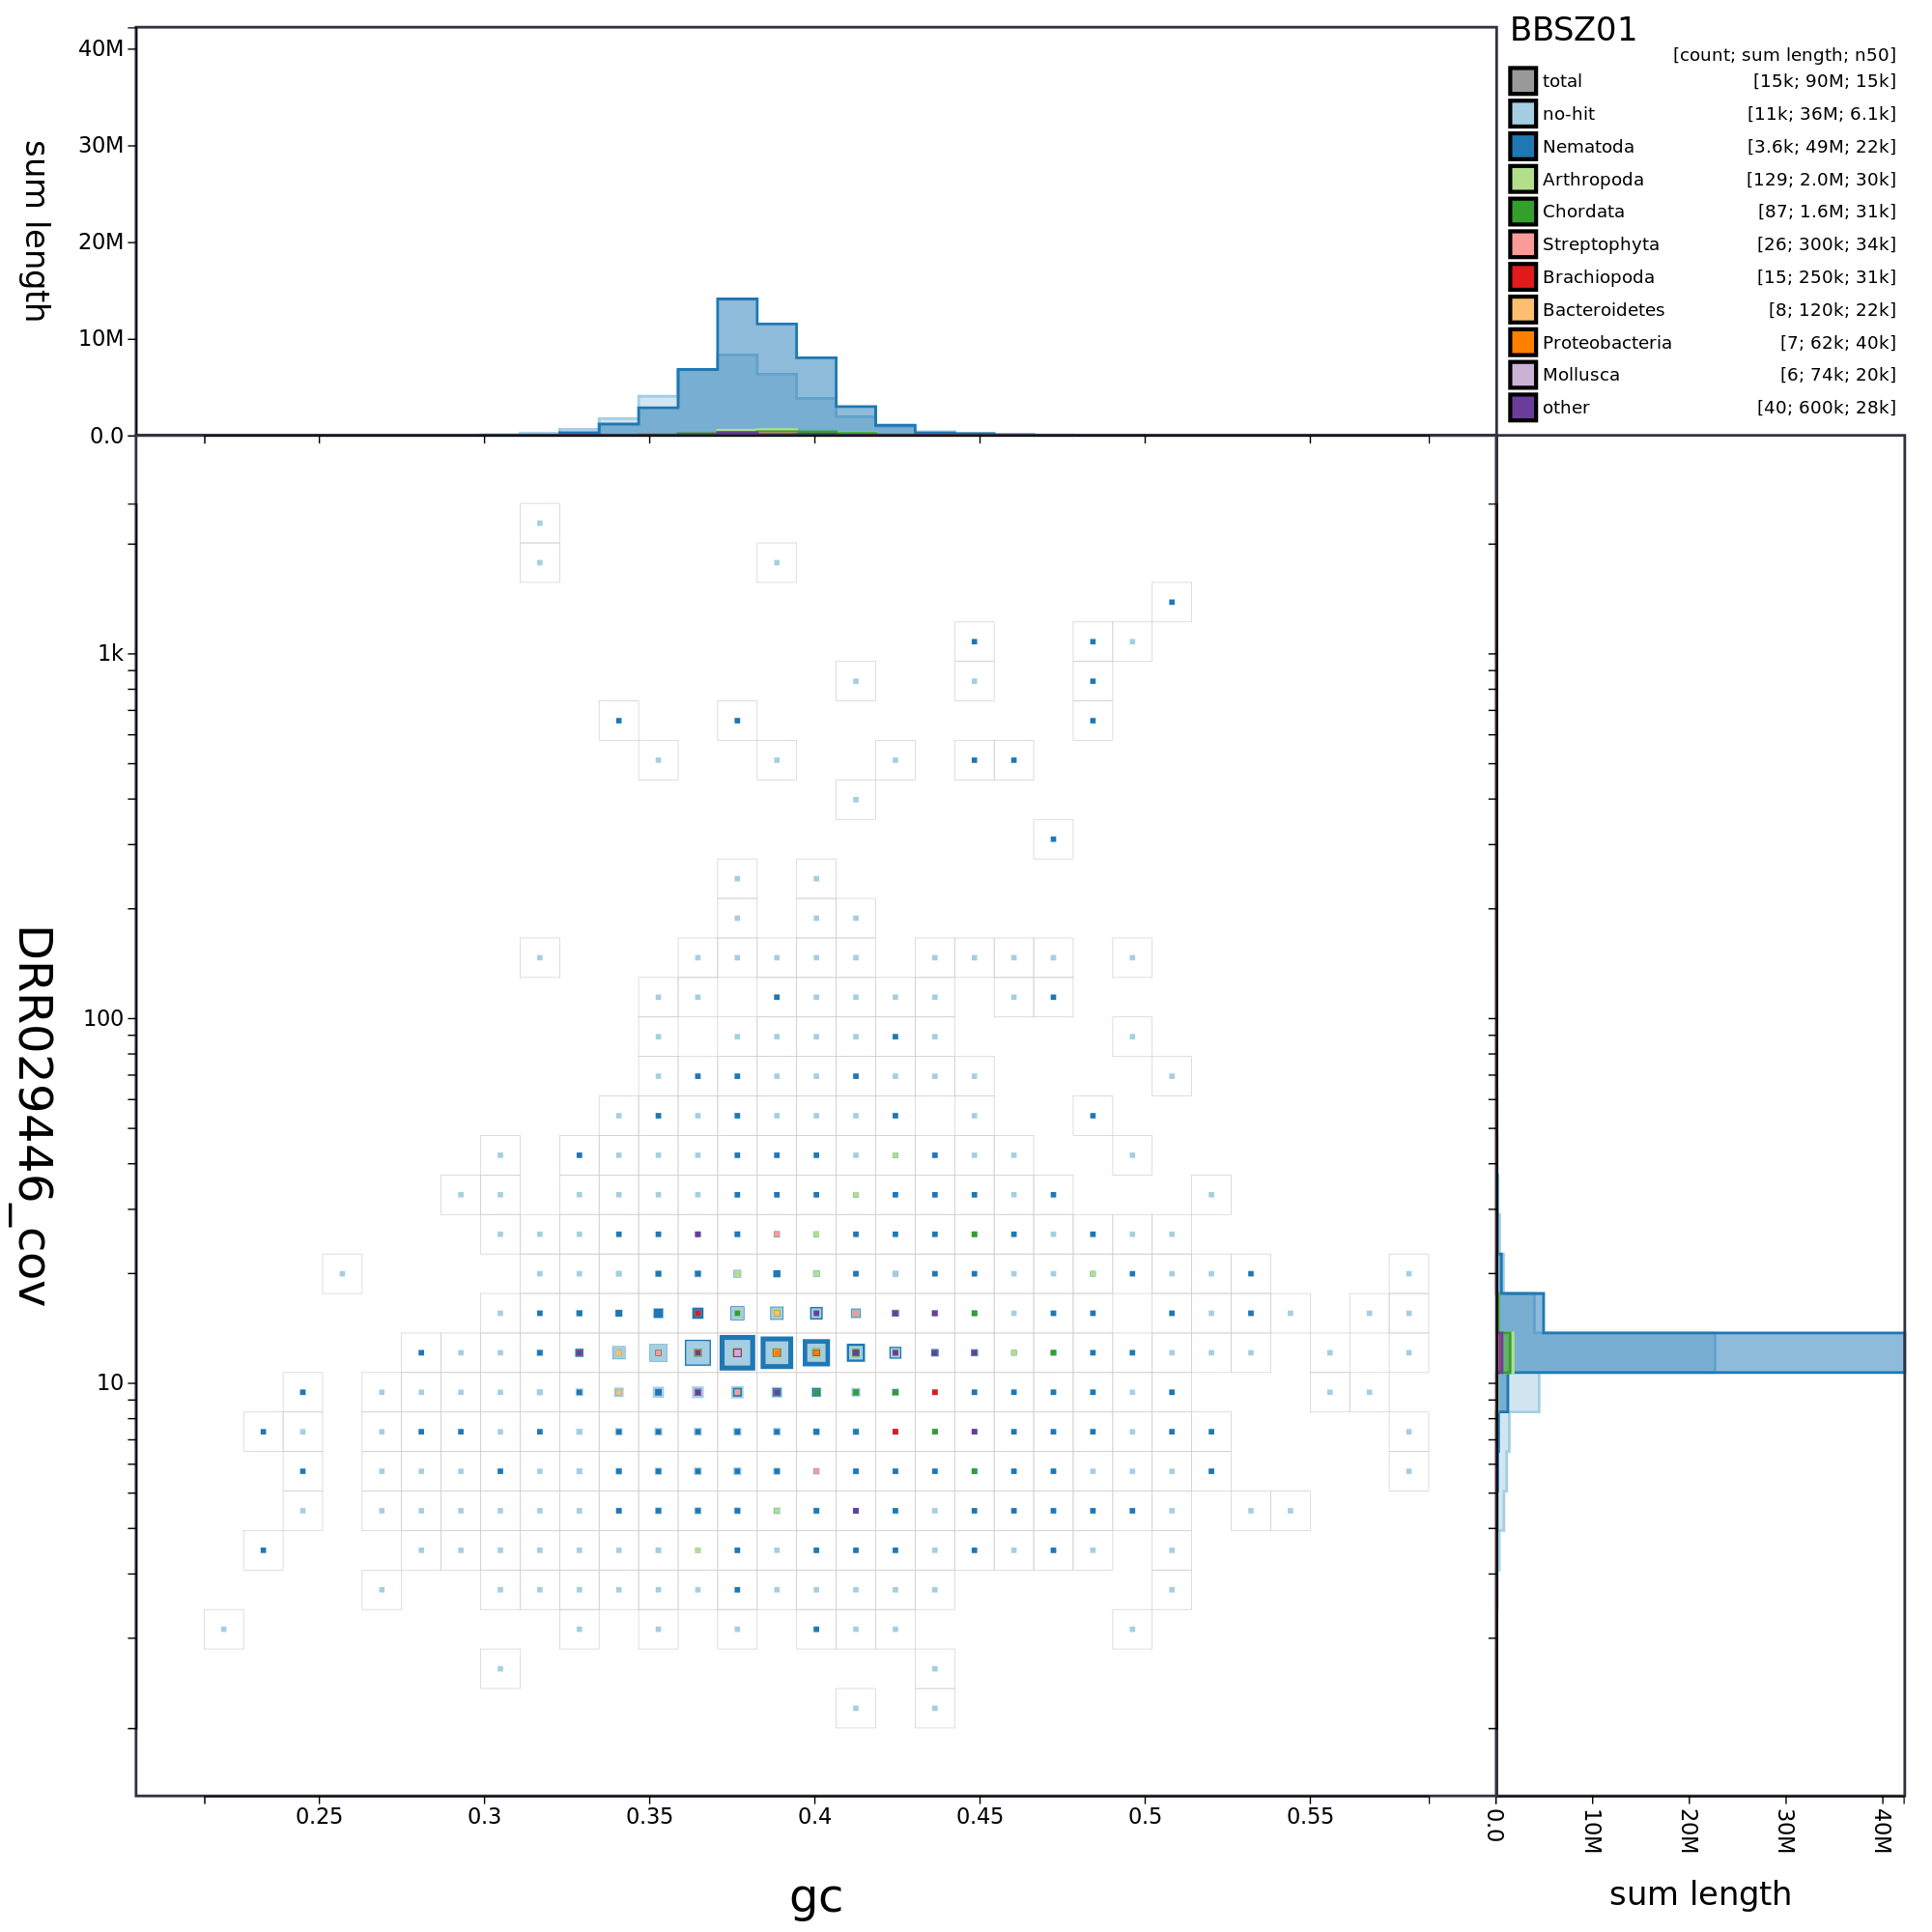 BBSZ01
[count; sum length; n50]
total [15k; 90M; 15k]
no-hit [11k; 36M; 6.1k]
Nematoda [3.6k; 49M; 22k]
Arthropoda [129; 2.0M; 30k]
Chordata [87; 1.6M; 31k]
Streptophyta [26; 300k; 34k]
Brachiopoda [15; 250k; 31k]
Bacteroidetes [8; 120k; 22k]
Proteobacteria [7; 62k; 40k]
Mollusca [6; 74k; 20k]
other [40; 600k; 28k]
sum length
40M
30M
20M
10M
0.0
DRR029446_cov
1k
100
10
0.25 0.3 0.35 0.4 0.45 0.5 0.55
gc
0.0 10M 20M 30M 40M
sum length